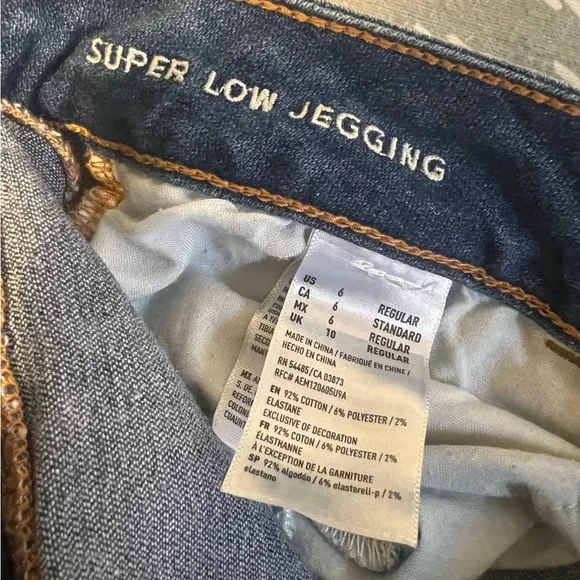 SUPER LOW JEGGING
US 6 REGULAR
CA 6 STANDARD
MX 6 REGULAR
UK 10 REGULAR
MADE IN CHINA / FABRIQUÉ EN CHINE /
HECHO EN CHINA
RN 54485/CA 03873
RFC# AEM120605U9A
EN 92% COTTON / 6% POLYESTER / 2%
ELASTANE
EXCLUSIVE OF DECORATION
FR 92% COTON / 6% POLYESTER / 2%
ÉLASTHANNE
À L'EXCEPTION DE LA GARNITURE
SP 92% algodón / 6% elasterell-p / 2%
elastano